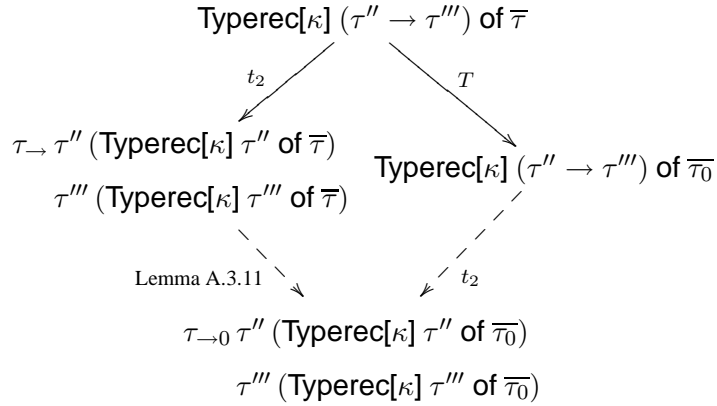 Typerec[κ] (τ′′ → τ′′′) of τ̅
t₂
T
τ→ τ′′ (Typerec[κ] τ′′ of τ̅)
τ′′′ (Typerec[κ] τ′′′ of τ̅)
Typerec[κ] (τ′′ → τ′′′) of τ̅₀
Lemma A.3.11
t₂
τ→0 τ′′ (Typerec[κ] τ′′ of τ̅₀)
τ′′′ (Typerec[κ] τ′′′ of τ̅₀)